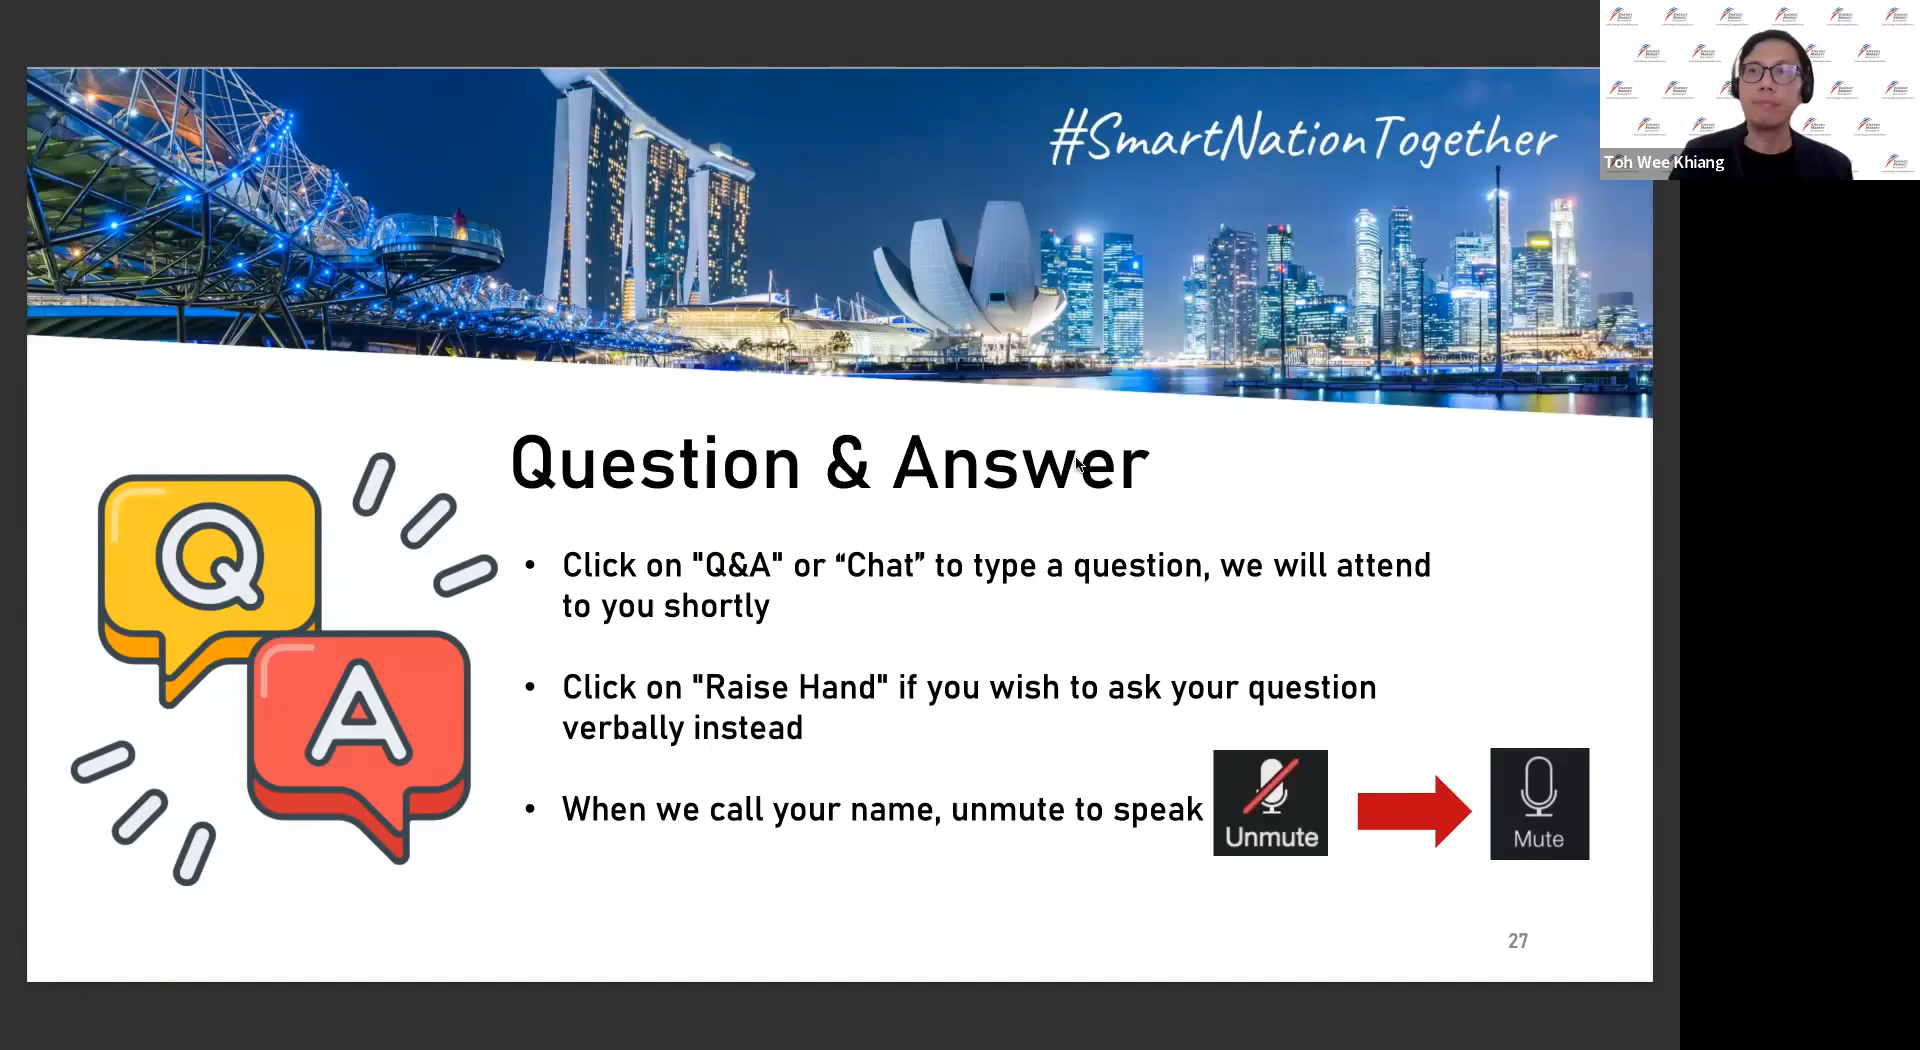 #SmartNationTogether
Toh Wee Khiang
Question & Answer
Q
A
• Click on "Q&A" or “Chat” to type a question, we will attend
to you shortly
• Click on "Raise Hand" if you wish to ask your question
verbally instead
• When we call your name, unmute to speak
Unmute
Mute
27